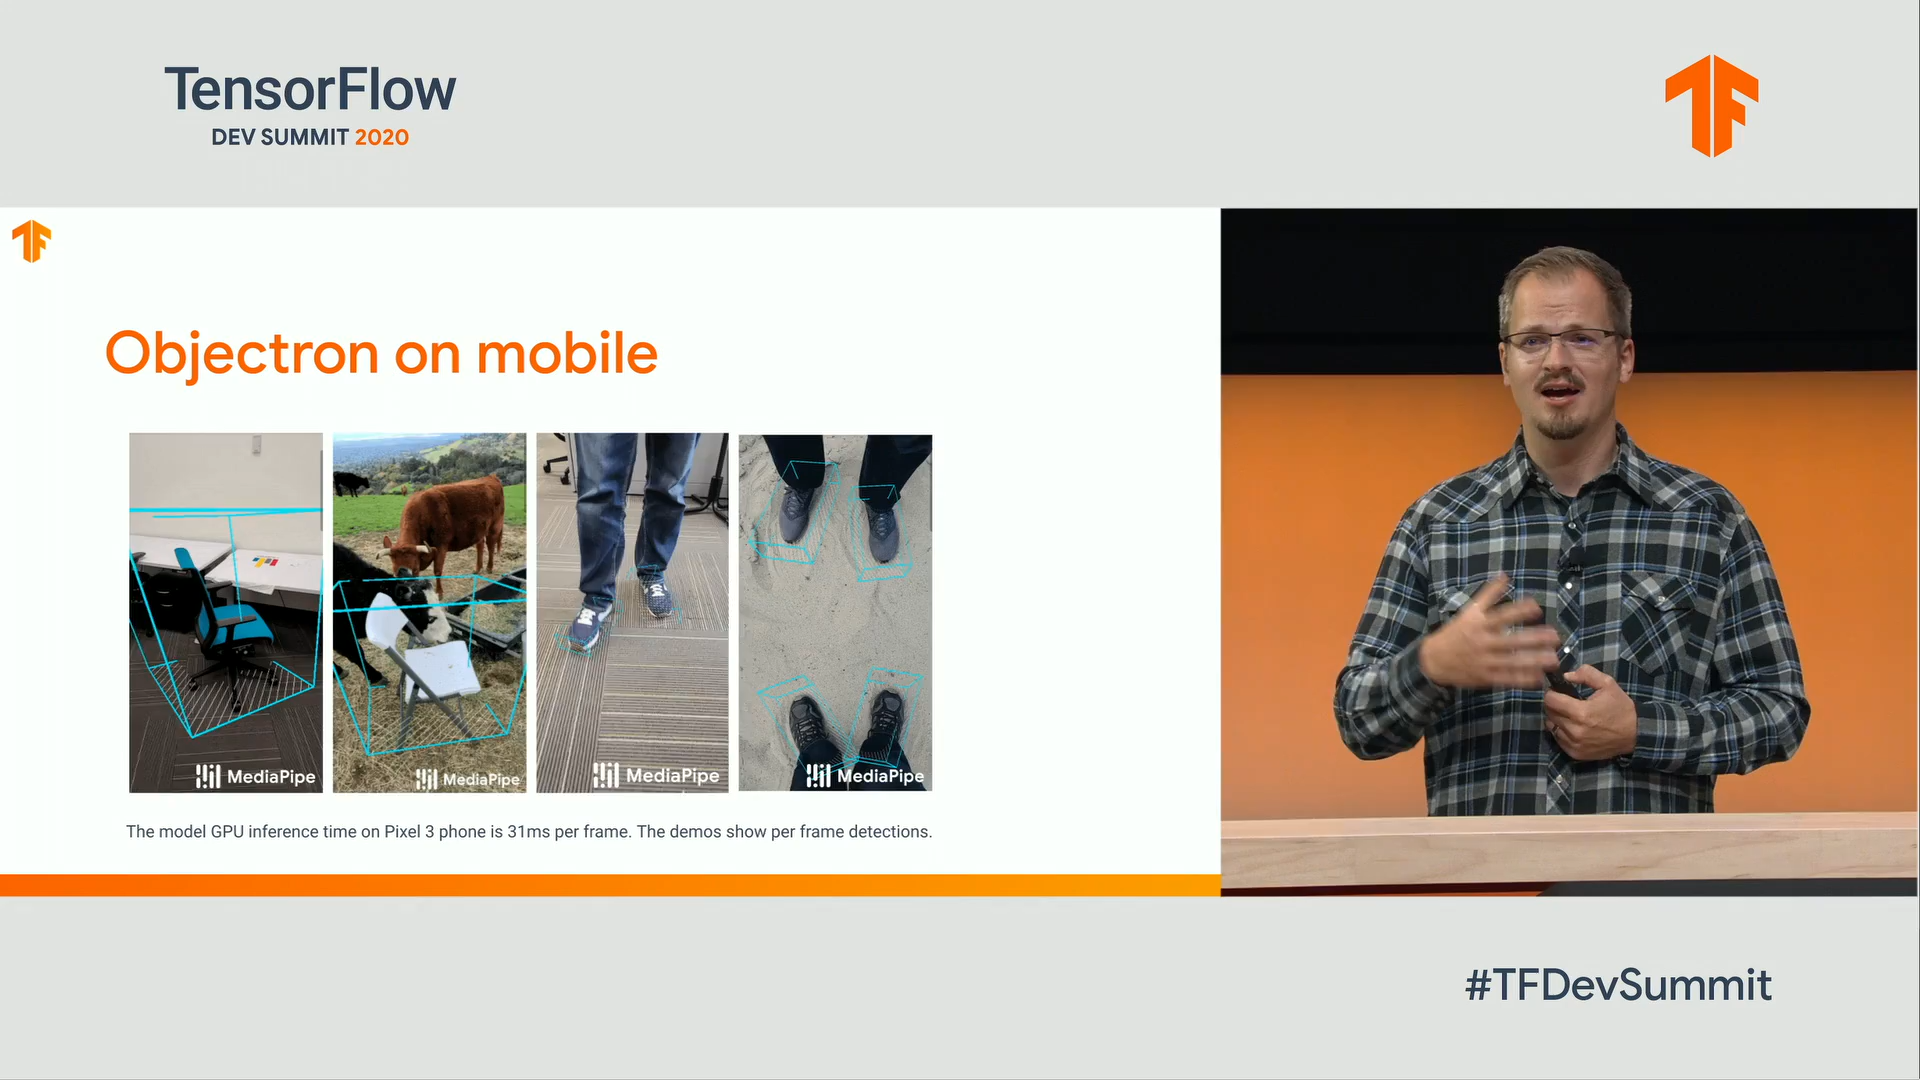 TensorFlow
DEV SUMMIT 2020
Objectron on mobile
MediaPipe
MediaPipe
MediaPipe
MediaPipe
The model GPU inference time on Pixel 3 phone is 31ms per frame. The demos show per frame detections.
#TFDevSummit